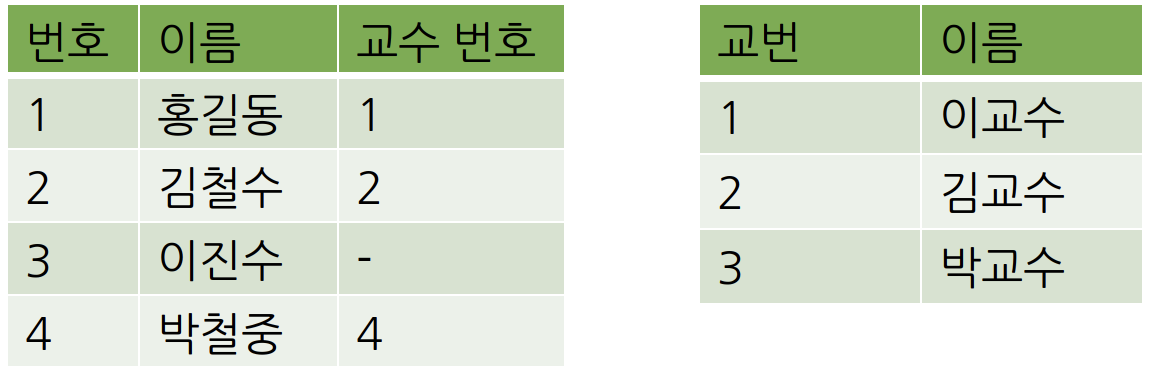 번호 이름 교수 번호
1 홍길동 1
2 김철수 2
3 이진수 -
4 박철중 4
교번 이름
1 이교수
2 김교수
3 박교수